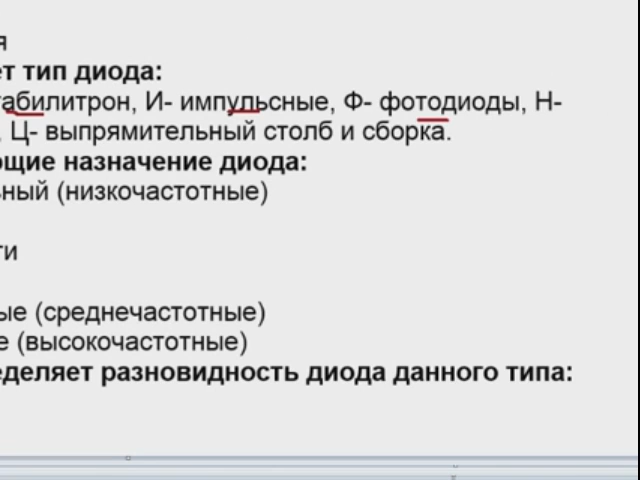 я
ет тип диода:
табилитрон, И- импульсные, Ф- фотодиоды, Н-
, Ц- выпрямительный столб и сборка.
ющие назначение диода:
ьный (низкочастотные)
ти
ые (среднечастотные)
е (высокочастотные)
еделяет разновидность диода данного типа: